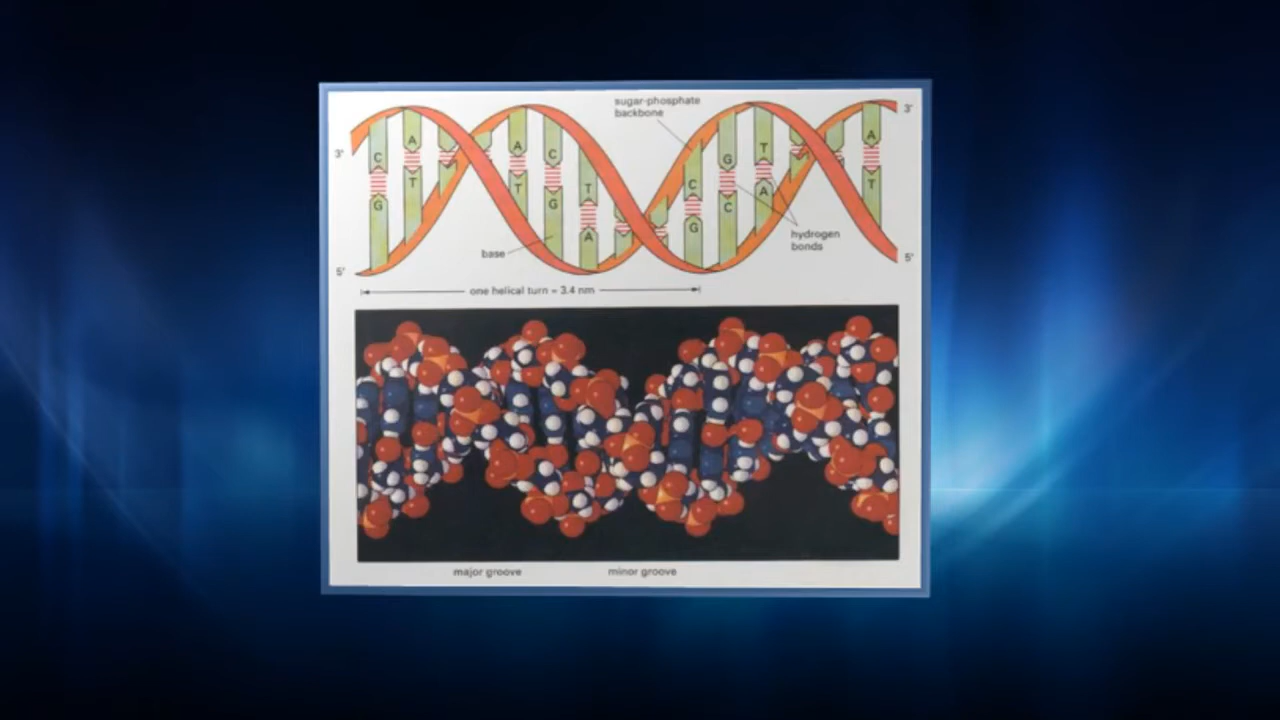 sugar-phosphate
backbone
3'
3'
C
A
A
C
G
T
A
G
T
T
G
T
A
C
G
C
A
T
base
hydrogen
bonds
5'
5'
one helical turn = 3.4 nm
major groove
minor groove